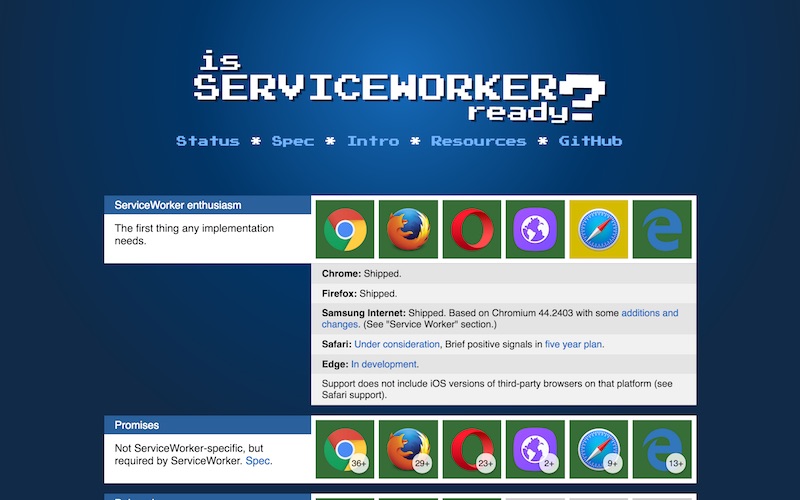 is
SERVICEWORKER
ready?
Status * Spec * Intro * Resources * GitHub
ServiceWorker enthusiasm
The first thing any implementation
needs.
Chrome: Shipped.
Firefox: Shipped.
Samsung Internet: Shipped. Based on Chromium 44.2403 with some additions and
changes. (See "Service Worker" section.)
Safari: Under consideration, Brief positive signals in five year plan.
Edge: In development.
Support does not include iOS versions of third-party browsers on that platform (see
Safari support).
Promises
Not ServiceWorker-specific, but
required by ServiceWorker. Spec.
36+ 29+ 23+ 2+ 9+ 13+